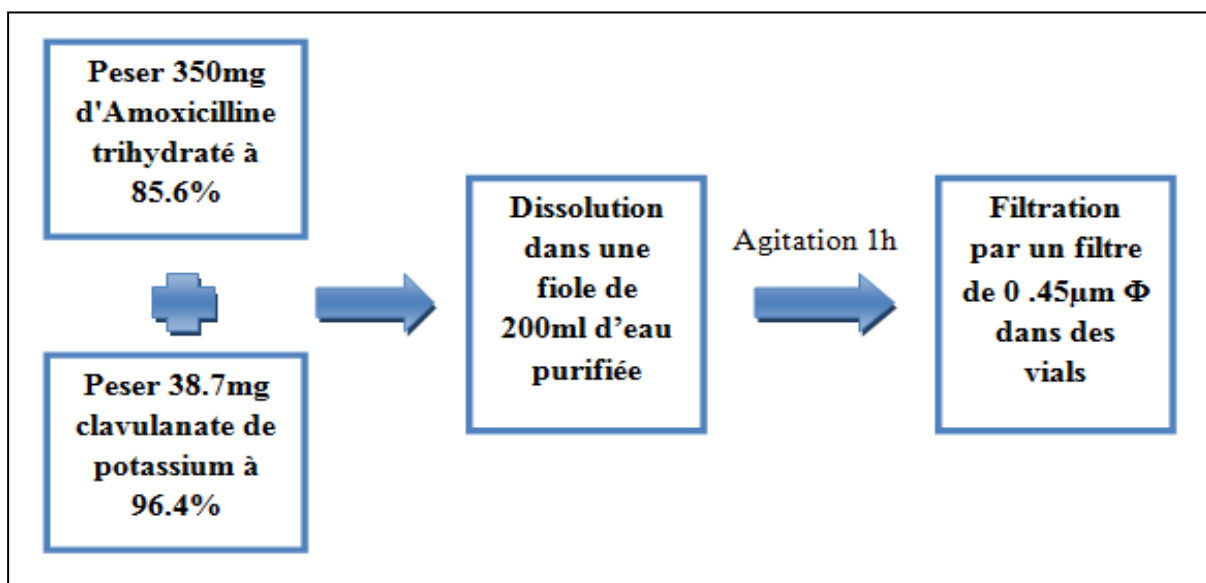 Peser 350mg
d'Amoxicilline
trihydraté à
85.6%
Peser 38.7mg
clavulanate de
potassium à
96.4%
Dissolution
dans une
fiole de
200ml d’eau
purifiée
Agitation 1h
Filtration
par un filtre
de 0 .45µm Φ
dans des
vials